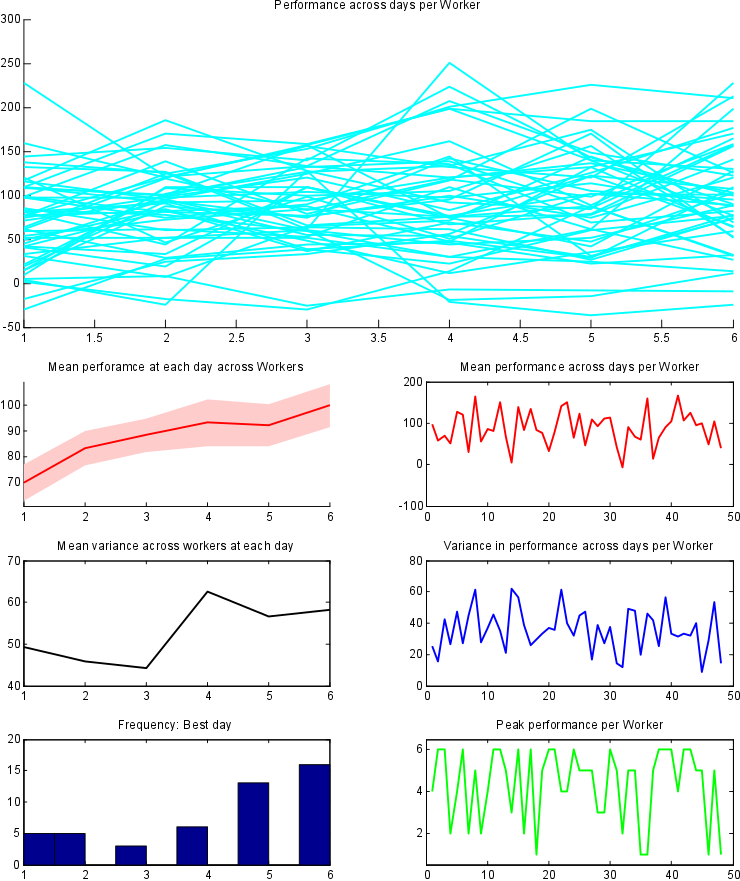 Performance across days per Worker
300
250
200
150
100
50
0
-50
1 1.5 2 2.5 3 3.5 4 4.5 5 5.5 6
Mean perforamce at each day across Workers
100
90
80
70
1 2 3 4 5 6
Mean performance across days per Worker
200
100
0
-100
0 10 20 30 40 50
Mean variance across workers at each day
70
60
50
40
1 2 3 4 5 6
Variance in performance across days per Worker
80
60
40
20
0
0 10 20 30 40 50
Frequency: Best day
20
15
10
5
0
1 2 3 4 5 6
Peak performance per Worker
6
4
2
0 10 20 30 40 50